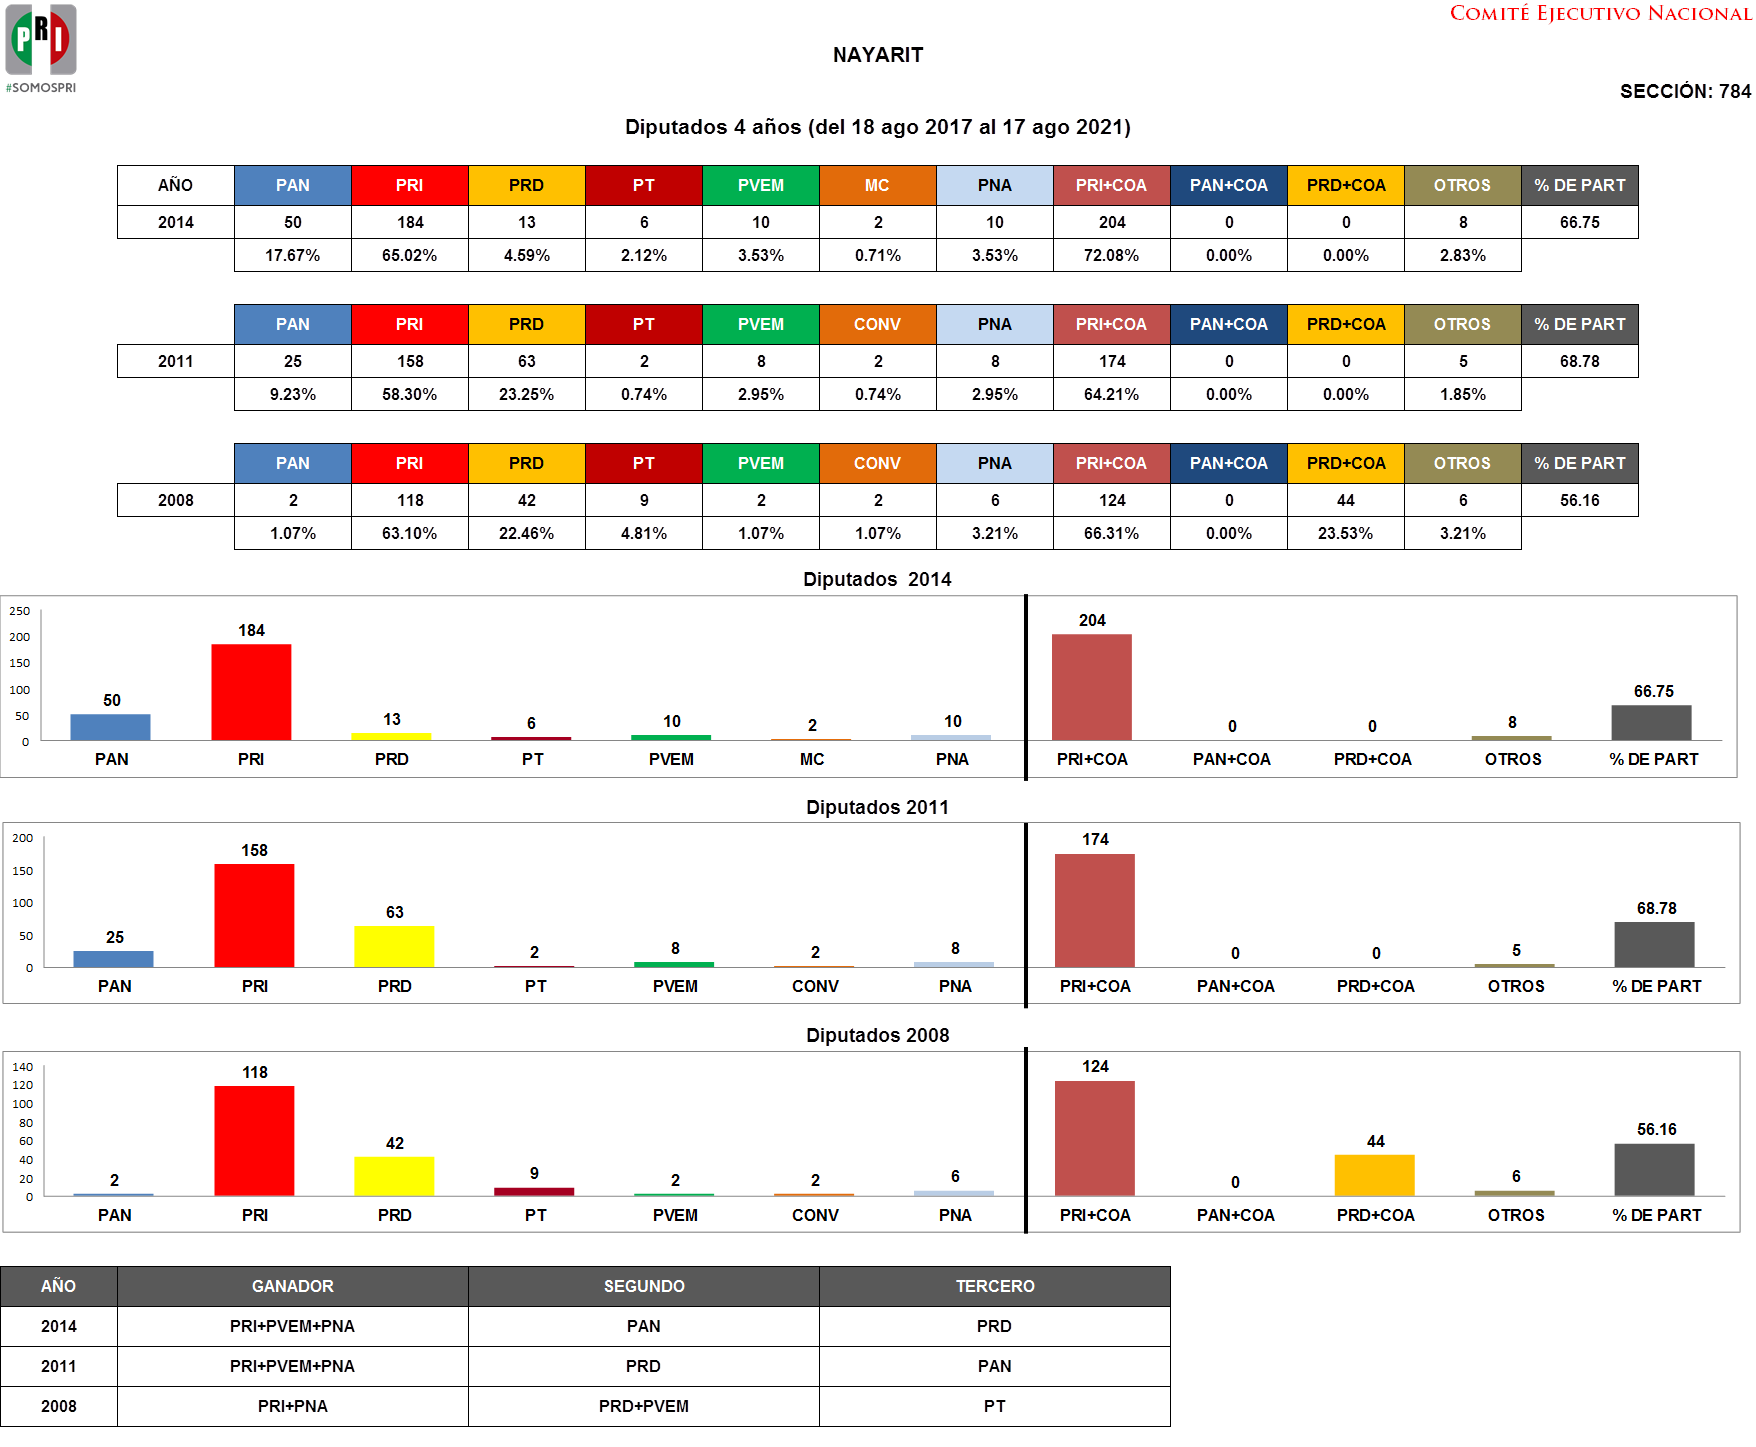 PRI
#SOMOSPRI
COMITÉ EJECUTIVO NACIONAL
NAYARIT
SECCIÓN: 784
Diputados 4 años (del 18 ago 2017 al 17 ago 2021)
AÑO PAN PRI PRD PT PVEM MC PNA PRI+COA PAN+COA PRD+COA OTROS % DE PART
2014 50 184 13 6 10 2 10 204 0 0 8 66.75
17.67% 65.02% 4.59% 2.12% 3.53% 0.71% 3.53% 72.08% 0.00% 0.00% 2.83%
PAN PRI PRD PT PVEM CONV PNA PRI+COA PAN+COA PRD+COA OTROS % DE PART
2011 25 158 63 2 8 2 8 174 0 0 5 68.78
9.23% 58.30% 23.25% 0.74% 2.95% 0.74% 2.95% 64.21% 0.00% 0.00% 1.85%
PAN PRI PRD PT PVEM CONV PNA PRI+COA PAN+COA PRD+COA OTROS % DE PART
2008 2 118 42 9 2 2 6 124 0 44 6 56.16
1.07% 63.10% 22.46% 4.81% 1.07% 1.07% 3.21% 66.31% 0.00% 23.53% 3.21%
Diputados 2014
250
200
150
100
50
0
50 184 13 6 10 2 10 204 0 0 8 66.75
PAN PRI PRD PT PVEM MC PNA PRI+COA PAN+COA PRD+COA OTROS % DE PART
Diputados 2011
200
150
100
50
0
25 158 63 2 8 2 8 174 0 0 5 68.78
PAN PRI PRD PT PVEM CONV PNA PRI+COA PAN+COA PRD+COA OTROS % DE PART
Diputados 2008
140
120
100
80
60
40
20
0
2 118 42 9 2 2 6 124 0 44 6 56.16
PAN PRI PRD PT PVEM CONV PNA PRI+COA PAN+COA PRD+COA OTROS % DE PART
AÑO GANADOR SEGUNDO TERCERO
2014 PRI+PVEM+PNA PAN PRD
2011 PRI+PVEM+PNA PRD PAN
2008 PRI+PNA PRD+PVEM PT